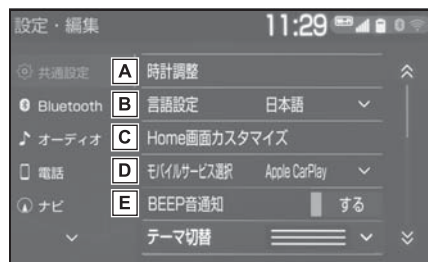 設定・編集 11:29 0
共通設定 A 時計調整
Bluetooth B 言語設定 日本語
オーディオ C Home画面カスタマイズ
電話 D モバイルサービス選択 Apple CarPlay
ナビ E BEEP音通知 する
テーマ切替